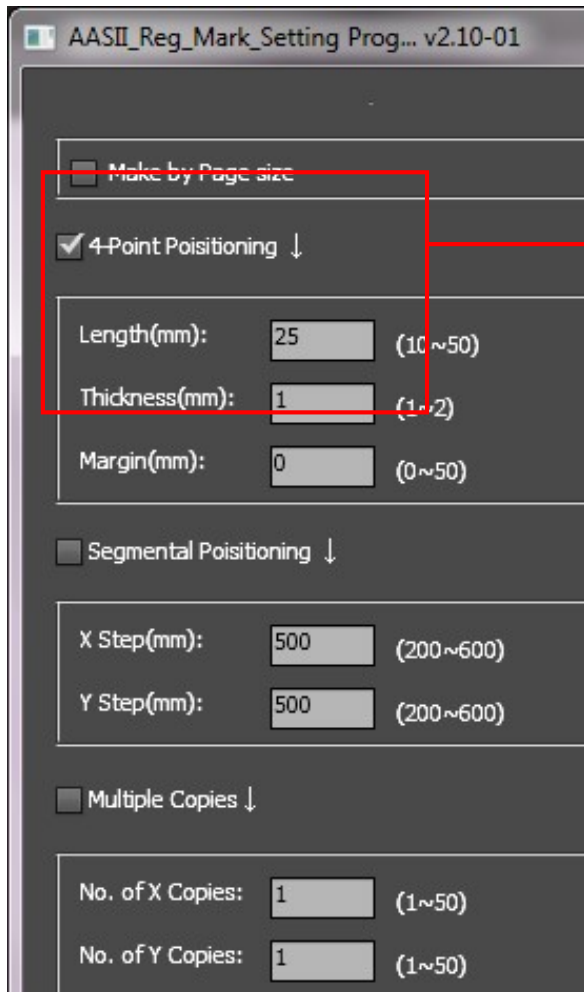 AASII_Reg_Mark_Setting Prog... v2.10-01
Make by Page size
4-Point Poisitioning ↓
Length(mm): 25 (10~50)
Thickness(mm): 1 (1~2)
Margin(mm): 0 (0~50)
Segmental Poisitioning ↓
X Step(mm): 500 (200~600)
Y Step(mm): 500 (200~600)
Multiple Copies ↓
No. of X Copies: 1 (1~50)
No. of Y Copies: 1 (1~50)